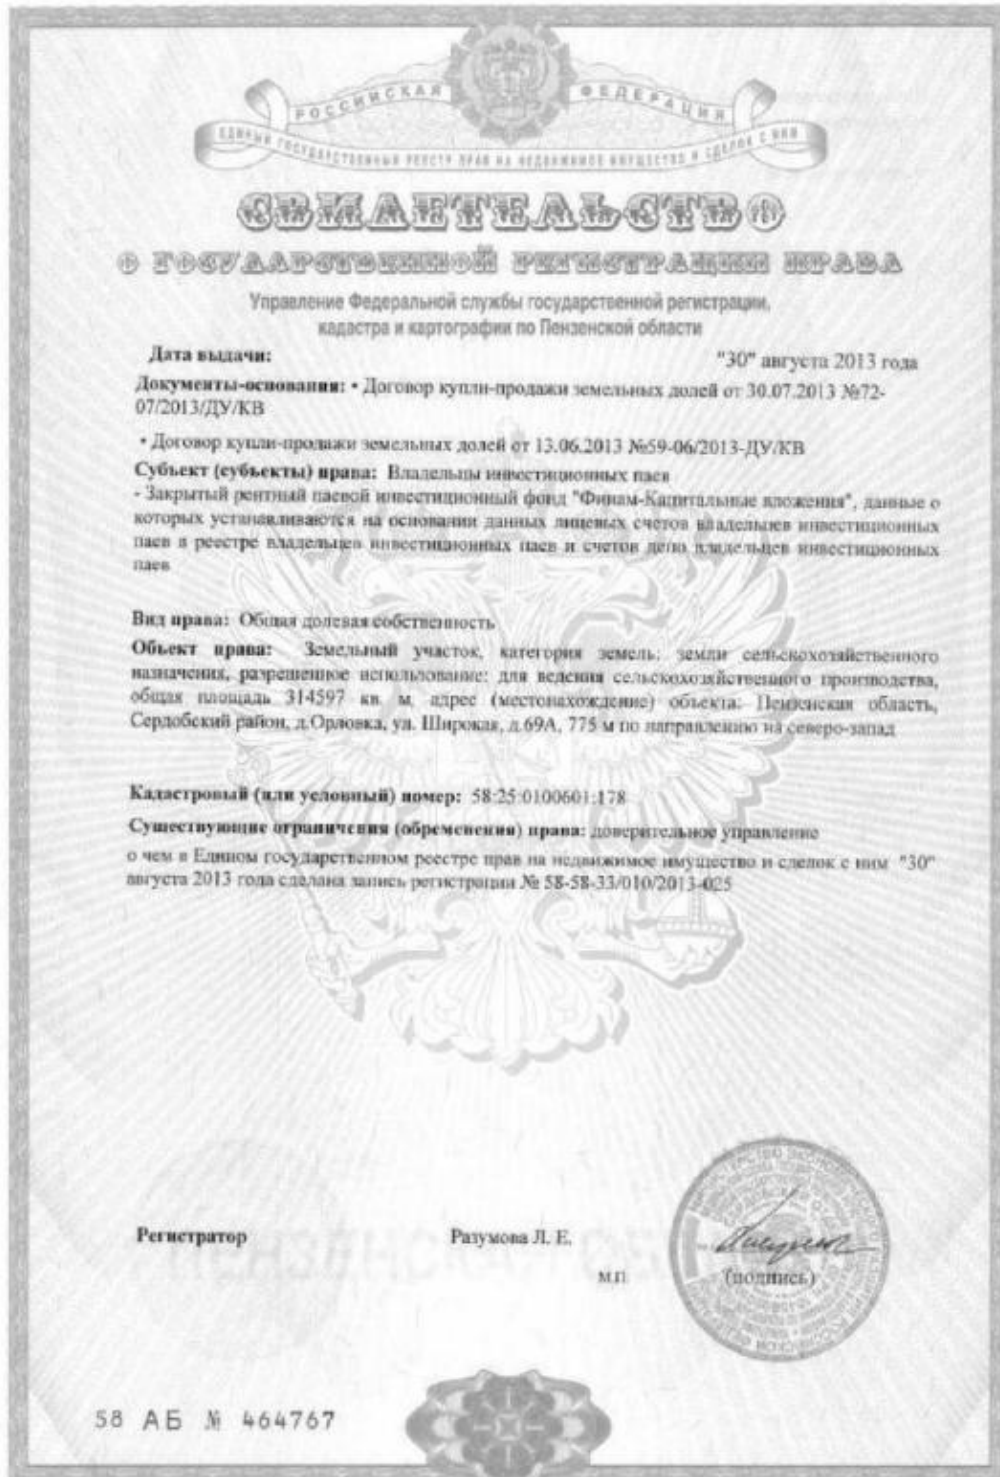 РОССИЙСКАЯ ФЕДЕРАЦИЯ
ЕДИНЫЙ ГОСУДАРСТВЕННЫЙ РЕЕСТР ПРАВ НА НЕДВИЖИМОЕ ИМУЩЕСТВО И СДЕЛОК С НИМ
СВИДЕТЕЛЬСТВО
О ГОСУДАРСТВЕННОЙ РЕГИСТРАЦИИ ПРАВА
Управление Федеральной службы государственной регистрации,
кадастра и картографии по Пензенской области
Дата выдачи: "30" августа 2013 года
Документы-основания: • Договор купли-продажи земельных долей от 30.07.2013 №72-
07/2013/ДУ/КВ
• Договор купли-продажи земельных долей от 13.06.2013 №59-06/2013-ДУ/КВ
Субъект (субъекты) права: Владельцы инвестиционных паев
- Закрытый рентный паевой инвестиционный фонд "Финам-Капитальные вложения", данные о
которых устанавливаются на основании данных лицевых счетов владельцев инвестиционных
паев в реестре владельцев инвестиционных паев и счетов депо владельцев инвестиционных
паев
Вид права: Общая долевая собственность
Объект права: Земельный участок, категория земель: земли сельскохозяйственного
назначения, разрешенное использование: для ведения сельскохозяйственного производства,
общая площадь 314597 кв. м, адрес (местонахождение) объекта: Пензенская область,
Сердобский район, д.Орловка, ул. Широкая, д.69А, 775 м по направлению на северо-запад
Кадастровый (или условный) номер: 58:25:0100601:178
Существующие ограничения (обременения) права: доверительное управление
о чем в Едином государственном реестре прав на недвижимое имущество и сделок с ним "30"
августа 2013 года сделана запись регистрации № 58-58-33/010/2013-025
Регистратор Разумова Л. Е.
М.П. (подпись)
58 АБ № 464767